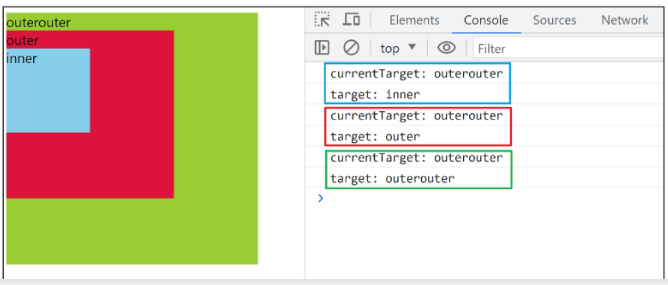 outerouter
outer
inner
Elements Console Sources Network
top Filter
currentTarget: outerouter
target: inner
currentTarget: outerouter
target: outer
currentTarget: outerouter
target: outerouter